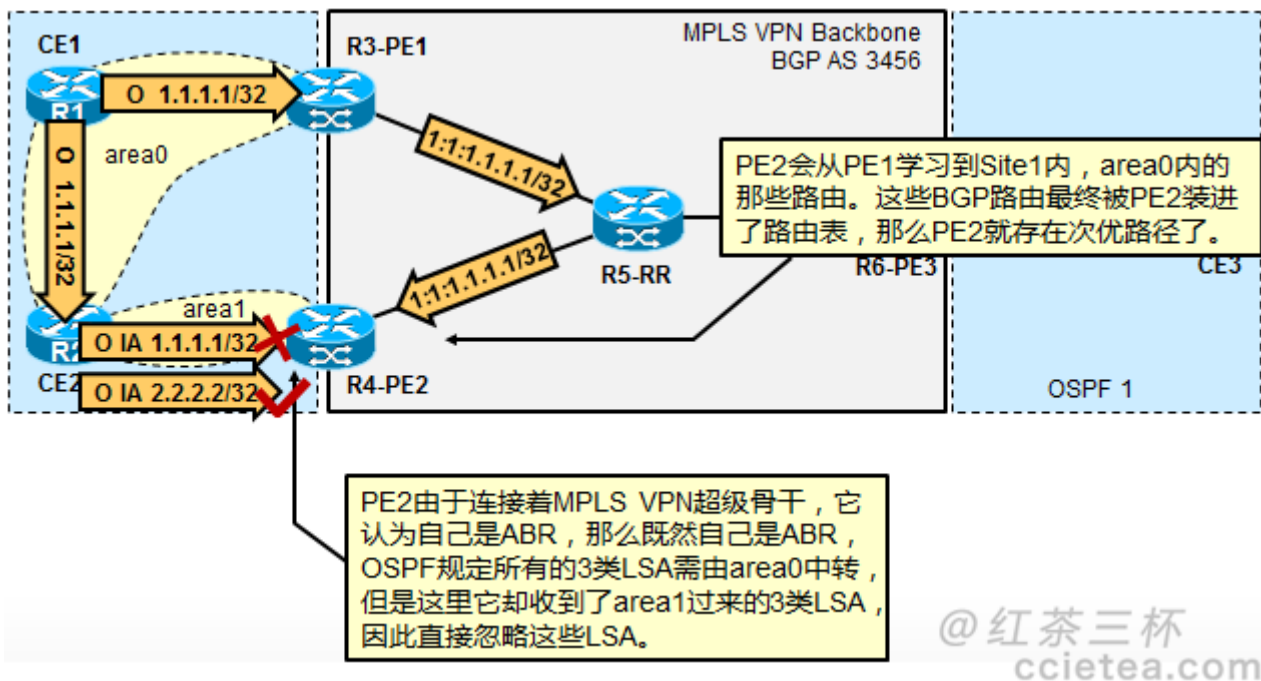 CE1
R3-PE1
MPLS VPN Backbone
BGP AS 3456
R1
O 1.1.1.1/32
area0
O 1.1.1.1/32
1:1:1.1.1.1/32
PE2会从PE1学习到Site1内，area0内的
那些路由。这些BGP路由最终被PE2装进
了路由表，那么PE2就存在次优路径了。
R5-RR
R6-PE3
CE3
1:1:1.1.1.1/32
area1
R2
O IA 1.1.1.1/32
CE2
O IA 2.2.2.2/32
R4-PE2
OSPF 1
PE2由于连接着MPLS VPN超级骨干，它
认为自己是ABR，那么既然自己是ABR，
OSPF规定所有的3类LSA需由area0中转，
但是这里它却收到了area1过来的3类LSA，
因此直接忽略这些LSA。
@红茶三杯
ccietea.com